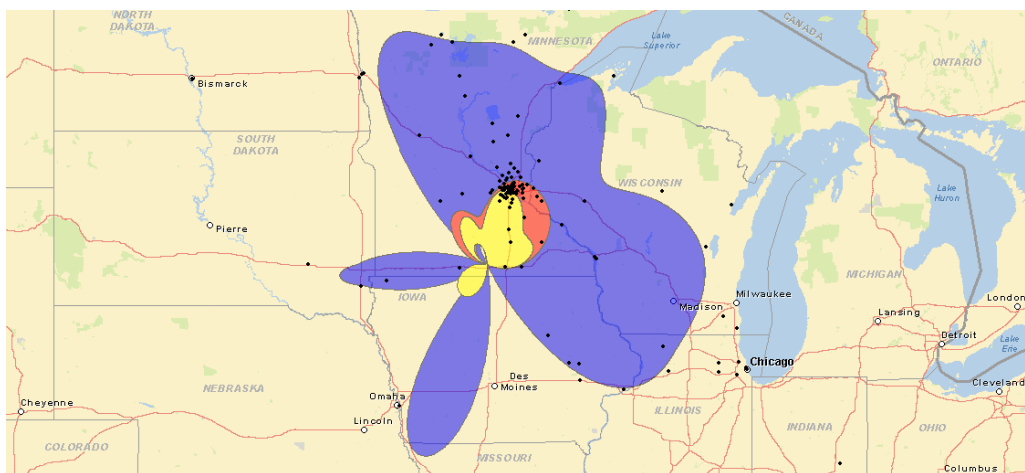 NORTH
DAKOTA
MINNESOTA
Lake
Superior
CANADA
ONTARIO
Bismarck
SOUTH
DAKOTA
WISCONSIN
Lake
Huron
Pierre
IOWA
MICHIGAN
Madison
Milwaukee
Lansing
London
Detroit
Lake
Erie
Chicago
Des
Moines
NEBRASKA
Omaha
Cleveland
Cheyenne
Lincoln
ILLINOIS
INDIANA
OHIO
COLORADO
MISSOURI
Columbus